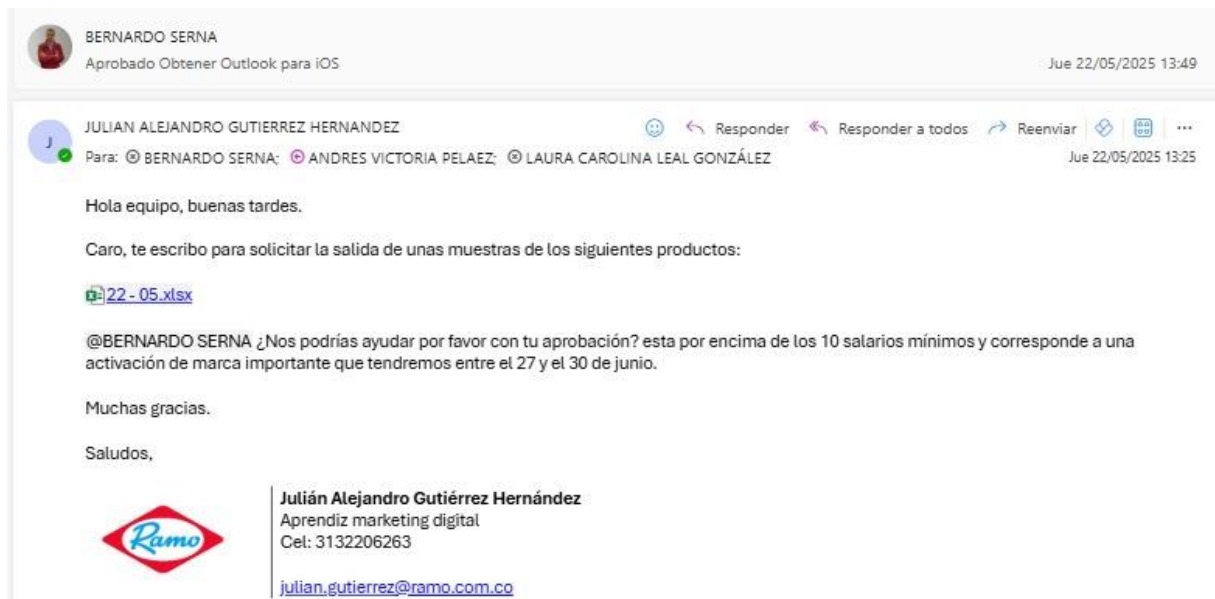 BERNARDO SERNA
Aprobado Obtener Outlook para iOS
Jue 22/05/2025 13:49
J
JULIAN ALEJANDRO GUTIERREZ HERNANDEZ
Responder
Responder a todos
Reenviar
Para: BERNARDO SERNA; ANDRES VICTORIA PELAEZ; LAURA CAROLINA LEAL GONZÁLEZ
Jue 22/05/2025 13:25
Hola equipo, buenas tardes.
Caro, te escribo para solicitar la salida de unas muestras de los siguientes productos:
22 - 05.xlsx
@BERNARDO SERNA ¿Nos podrías ayudar por favor con tu aprobación? esta por encima de los 10 salarios mínimos y corresponde a una
activación de marca importante que tendremos entre el 27 y el 30 de junio.
Muchas gracias.
Saludos,
Ramo
Julián Alejandro Gutiérrez Hernández
Aprendiz marketing digital
Cel: 3132206263
julian.gutierrez@ramo.com.co